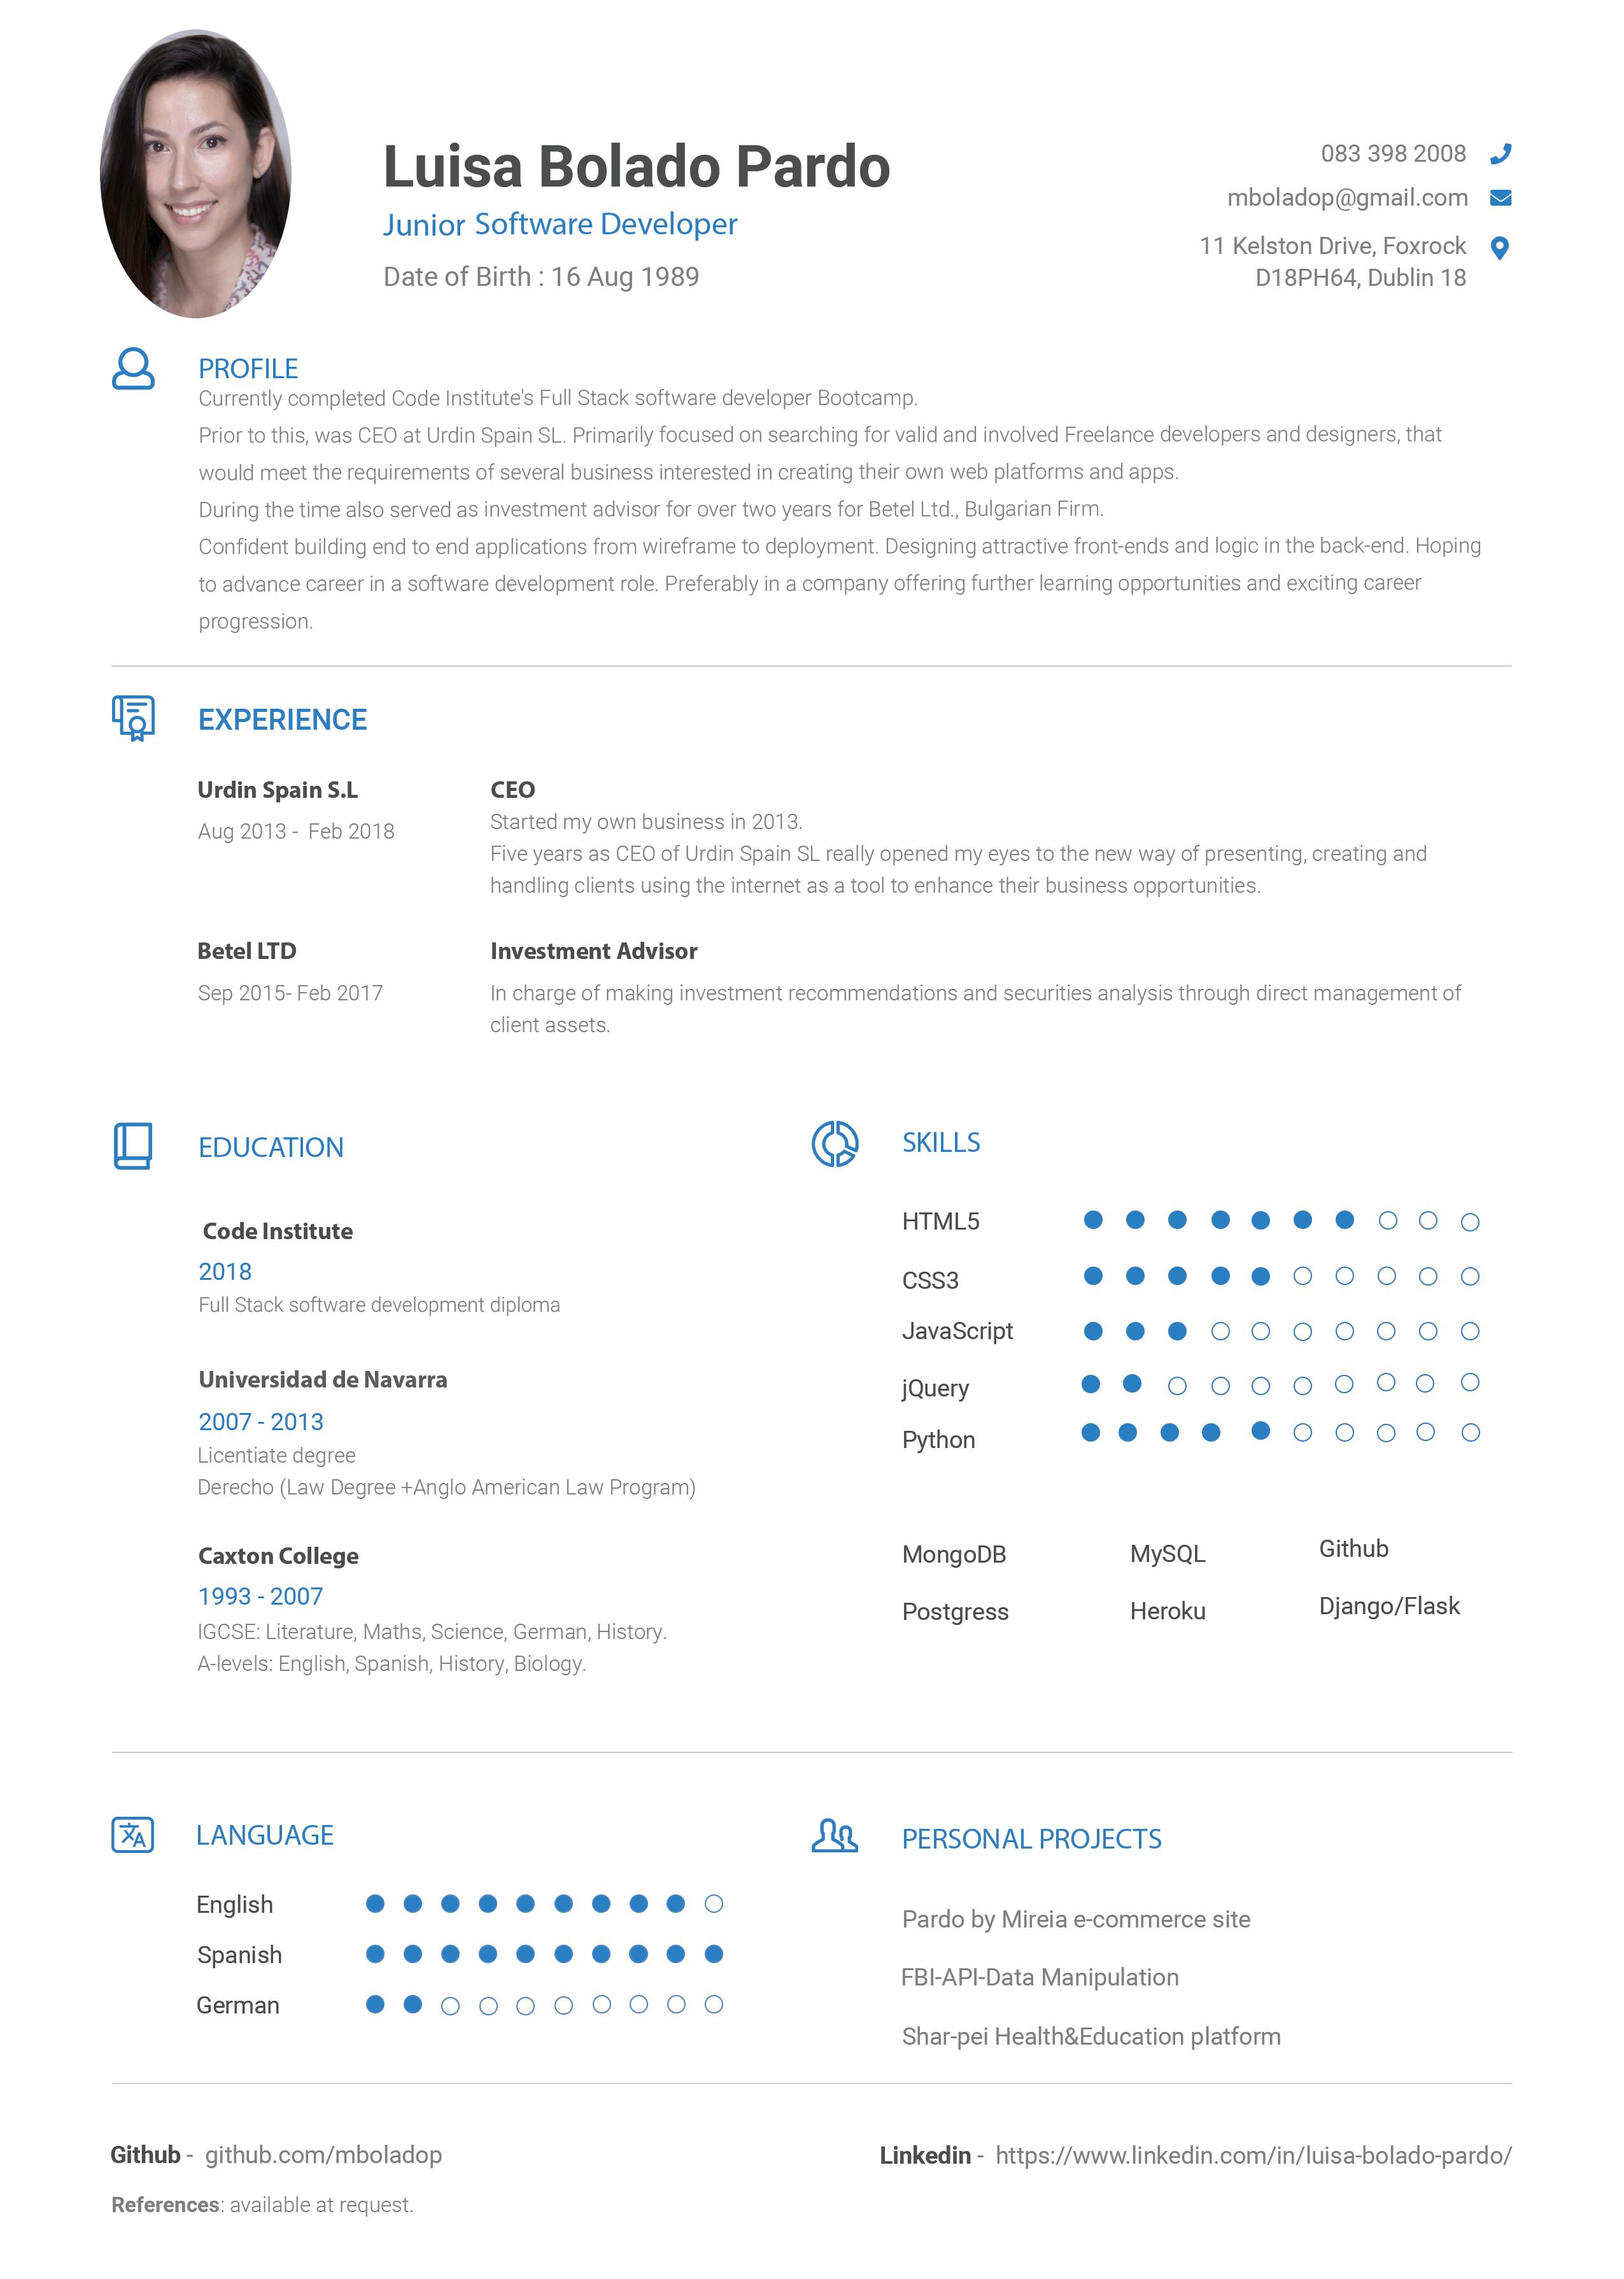 Luisa Bolado Pardo
Junior Software Developer
Date of Birth : 16 Aug 1989
083 398 2008
mboladop@gmail.com
11 Kelston Drive, Foxrock
D18PH64, Dublin 18
PROFILE
Currently completed Code Institute's Full Stack software developer Bootcamp.
Prior to this, was CEO at Urdin Spain SL. Primarily focused on searching for valid and involved Freelance developers and designers, that
would meet the requirements of several business interested in creating their own web platforms and apps.
During the time also served as investment advisor for over two years for Betel Ltd., Bulgarian Firm.
Confident building end to end applications from wireframe to deployment. Designing attractive front-ends and logic in the back-end. Hoping
to advance career in a software development role. Preferably in a company offering further learning opportunities and exciting career
progression.
EXPERIENCE
Urdin Spain S.L
Aug 2013 - Feb 2018
CEO
Started my own business in 2013.
Five years as CEO of Urdin Spain SL really opened my eyes to the new way of presenting, creating and
handling clients using the internet as a tool to enhance their business opportunities.
Betel LTD
Sep 2015- Feb 2017
Investment Advisor
In charge of making investment recommendations and securities analysis through direct management of
client assets.
EDUCATION
Code Institute
2018
Full Stack software development diploma
Universidad de Navarra
2007 - 2013
Licentiate degree
Derecho (Law Degree +Anglo American Law Program)
Caxton College
1993 - 2007
IGCSE: Literature, Maths, Science, German, History.
A-levels: English, Spanish, History, Biology.
SKILLS
HTML5
CSS3
JavaScript
jQuery
Python
MongoDB MySQL Github
Postgress Heroku Django/Flask
LANGUAGE
English
Spanish
German
PERSONAL PROJECTS
Pardo by Mireia e-commerce site
FBI-API-Data Manipulation
Shar-pei Health&Education platform
Github - github.com/mboladop
Linkedin - https://www.linkedin.com/in/luisa-bolado-pardo/
References: available at request.